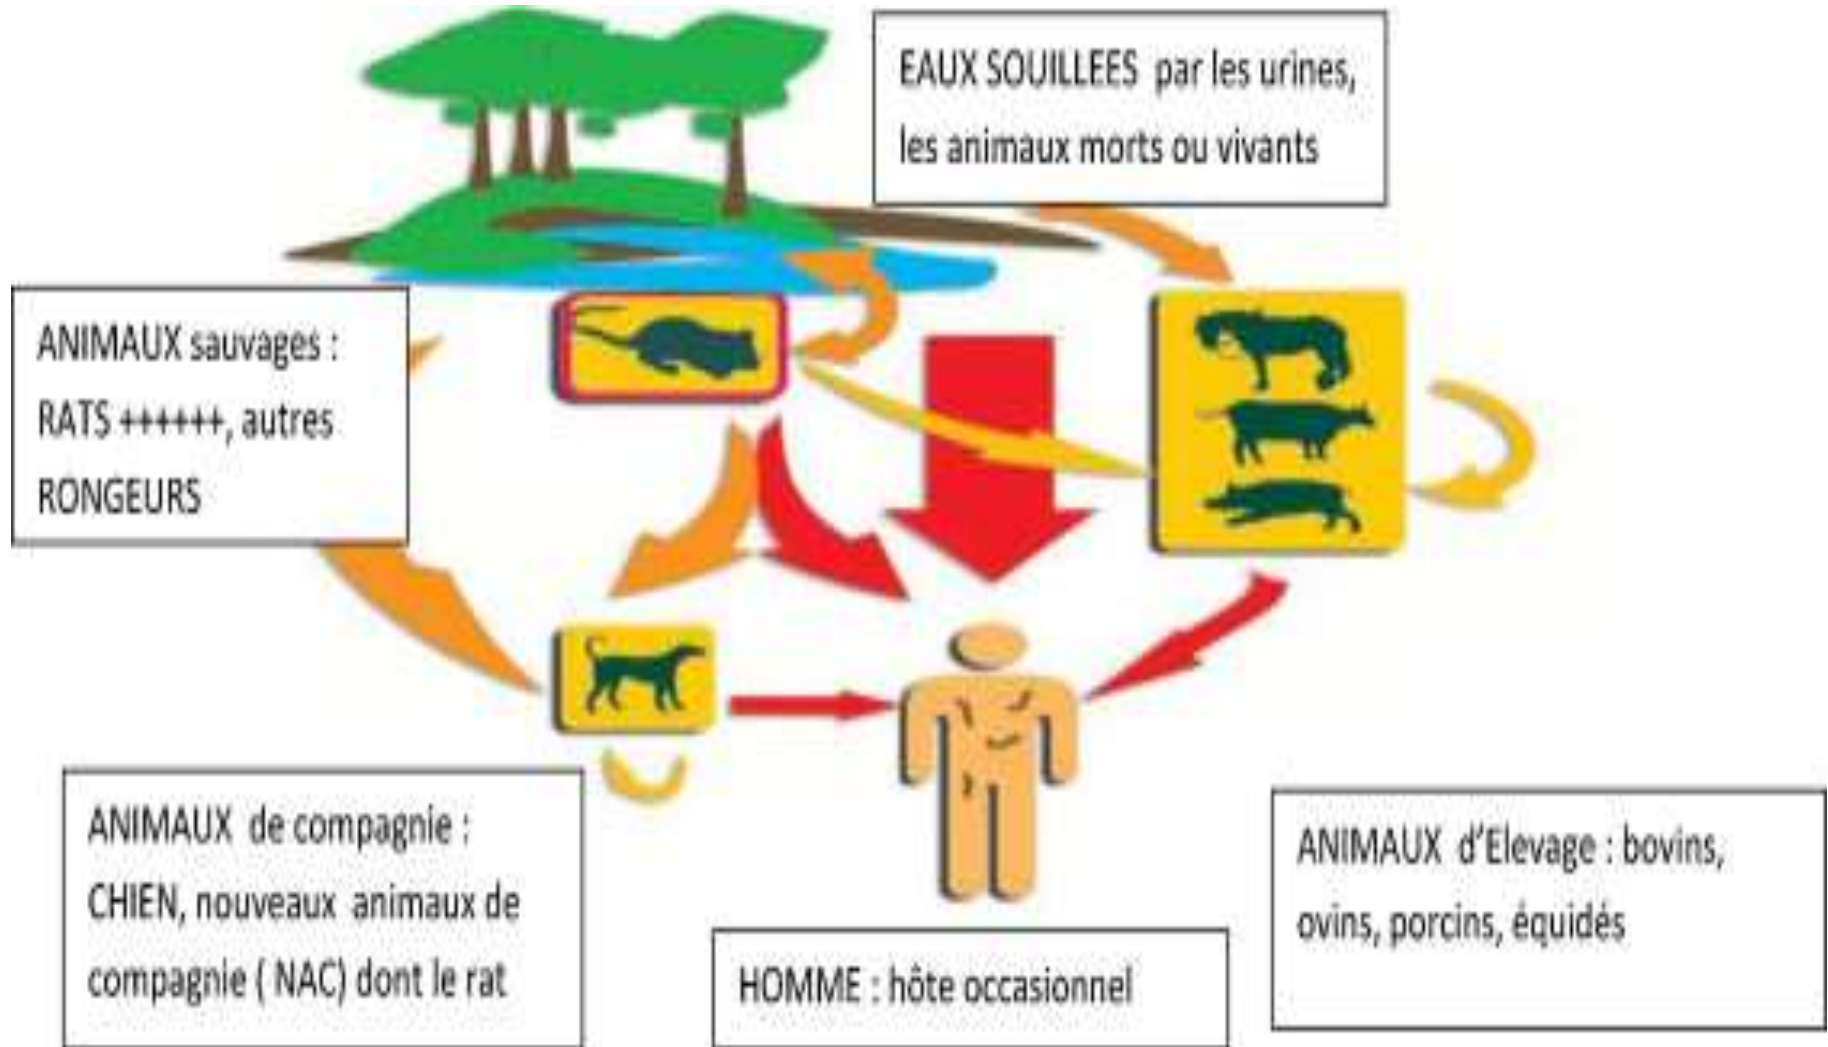 EAUX SOUILLEES par les urines,
les animaux morts ou vivants
ANIMAUX sauvages :
RATS ++++++, autres
RONGEURS
ANIMAUX de compagnie :
CHIEN, nouveaux animaux de
compagnie ( NAC) dont le rat
HOMME : hôte occasionnel
ANIMAUX d'Elevage : bovins,
ovins, porcins, équidés